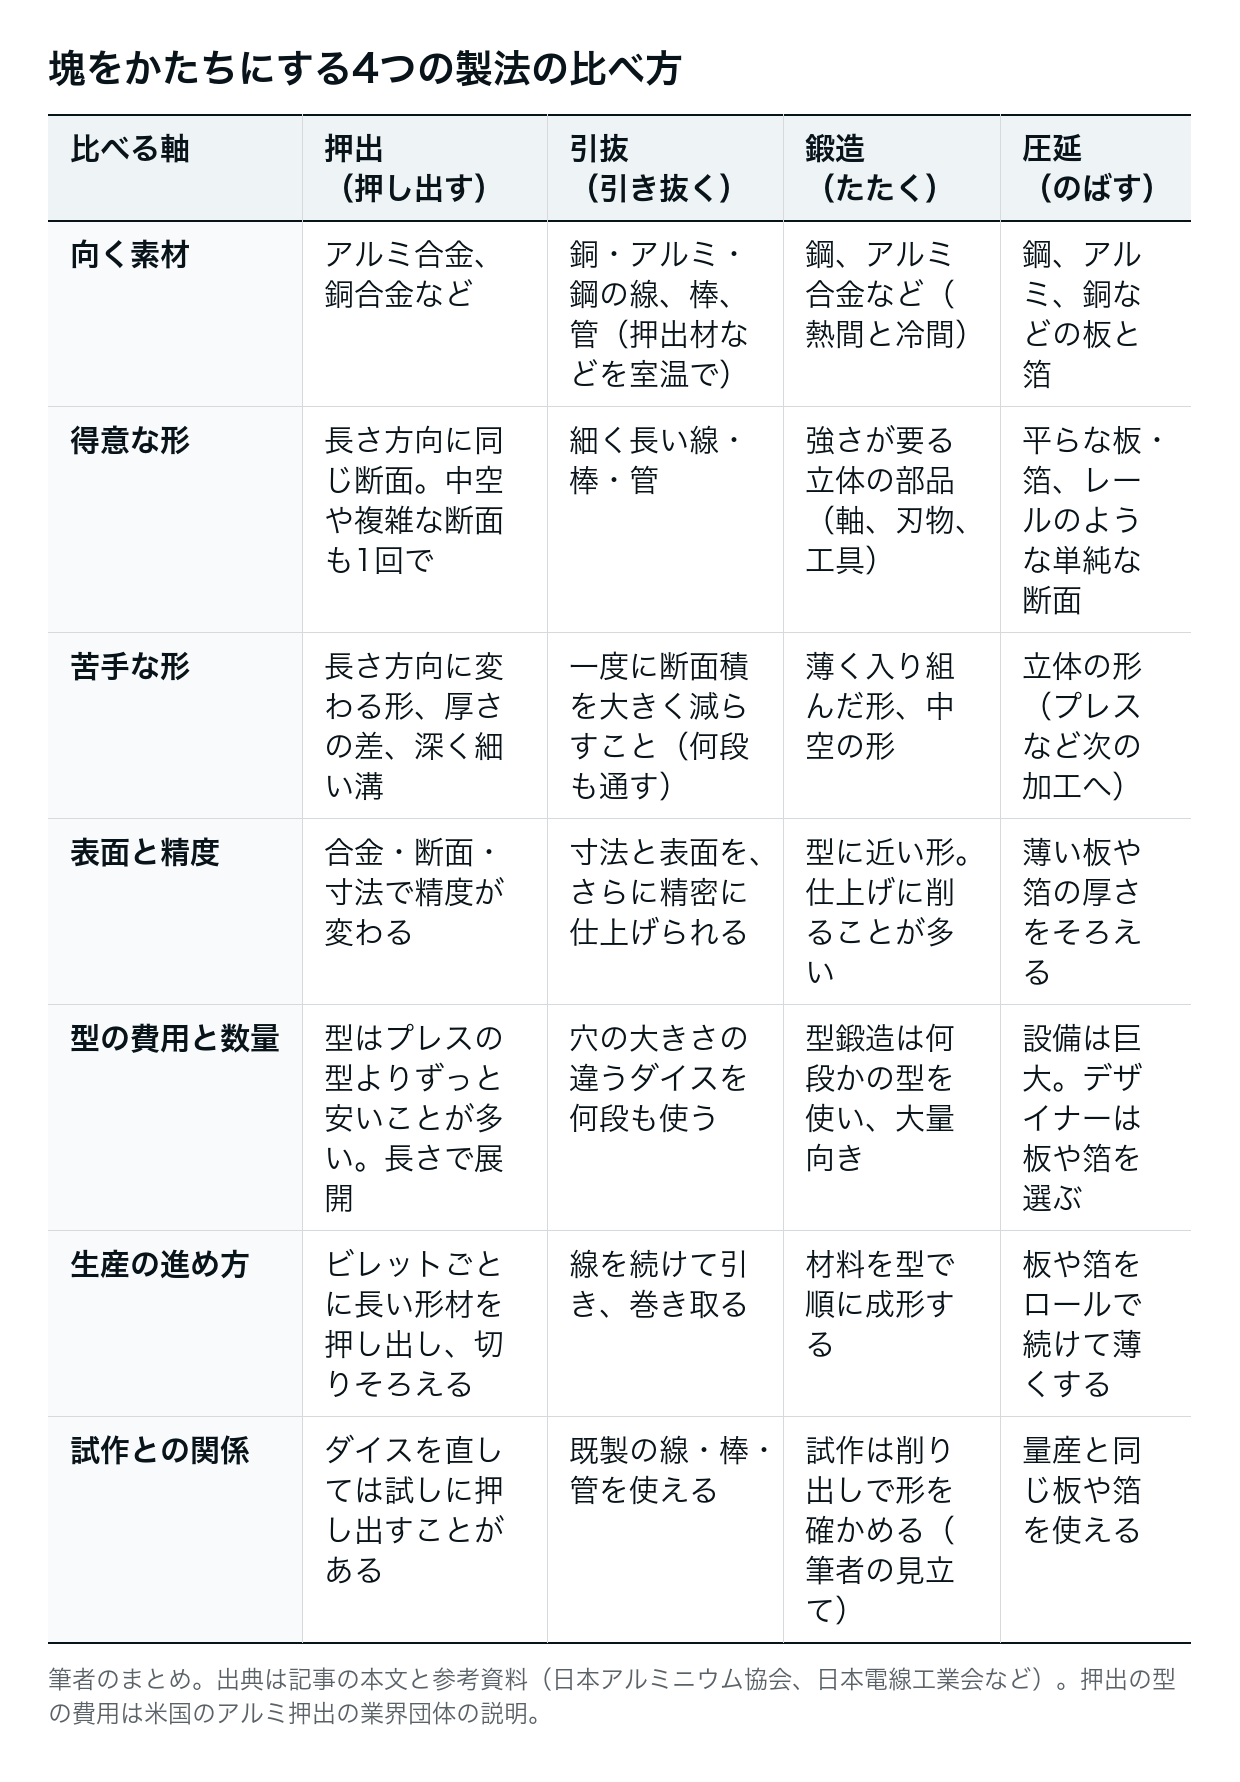 塊をかたちにする4つの製法の比べ方
比べる軸
押出
（押し出す）
引抜
（引き抜く）
鍛造
（たたく）
圧延
（のばす）
向く素材
アルミ合金、
銅合金など
銅・アルミ・
鋼の線、棒、
管（押出材な
どを室温で）
鋼、アルミ
合金など（
熱間と冷間）
鋼、アル
ミ、銅な
どの板と
箔
得意な形
長さ方向に同
じ断面。中空
や複雑な断面
も1回で
細く長い線・
棒・管
強さが要る
立体の部品
（軸、刃物、
工具）
平らな板・
箔、レー
ルのよう
な単純な
断面
苦手な形
長さ方向に変
わる形、厚さ
の差、深く細
い溝
一度に断面積
を大きく減ら
すこと（何段
も通す）
薄く入り組
んだ形、中
空の形
立体の形
（プレス
など次の
加工へ）
表面と精度
合金・断面・
寸法で精度が
変わる
寸法と表面を、
さらに精密に
仕上げられる
型に近い形。
仕上げに削
ることが多
い
薄い板や
箔の厚さ
をそろえ
る
型の費用と数量
型はプレスの
型よりずっと
安いことが多
い。長さで展
開
穴の大きさの
違うダイスを
何段も使う
型鍛造は何
段かの型を
使い、大量
向き
設備は巨
大。デザ
イナーは
板や箔を
選ぶ
生産の進め方
ビレットごと
に長い形材を
押し出し、切
りそろえる
線を続けて引
き、巻き取る
材料を型で
順に成形す
る
板や箔を
ロールで
続けて薄
くする
試作との関係
ダイスを直し
ては試しに押
し出すことが
ある
既製の線・棒・
管を使える
試作は削り
出しで形を
確かめる（
筆者の見立
て）
量産と同
じ板や箔
を使える
筆者のまとめ。出典は記事の本文と参考資料（日本アルミニウム協会、日本電線工業会など）。押出の型
の費用は米国のアルミ押出の業界団体の説明。